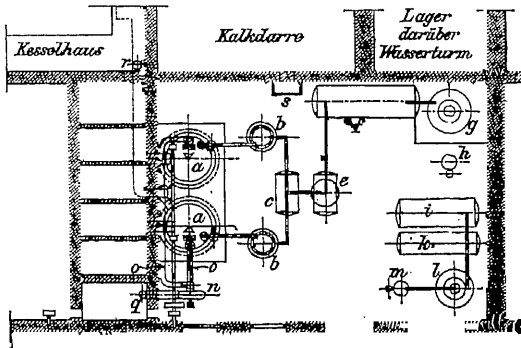 Kesselhaus
Kalkdarre
Lager
darüber
Wasserturm
r
s
f
g
b
a
h
c
e
a
i
b
k
o
o
m
l
q
n